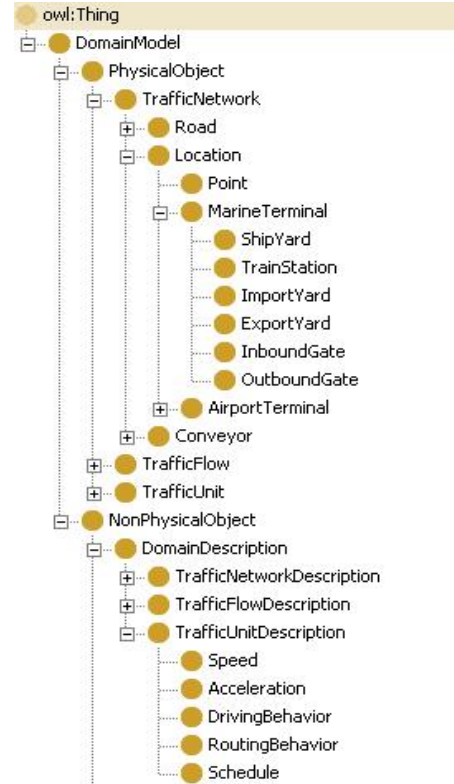 owl:Thing
DomainModel
PhysicalObject
TrafficNetwork
Road
Location
Point
MarineTerminal
ShipYard
TrainStation
ImportYard
ExportYard
InboundGate
OutboundGate
AirportTerminal
Conveyor
TrafficFlow
TrafficUnit
NonPhysicalObject
DomainDescription
TrafficNetworkDescription
TrafficFlowDescription
TrafficUnitDescription
Speed
Acceleration
DrivingBehavior
RoutingBehavior
Schedule